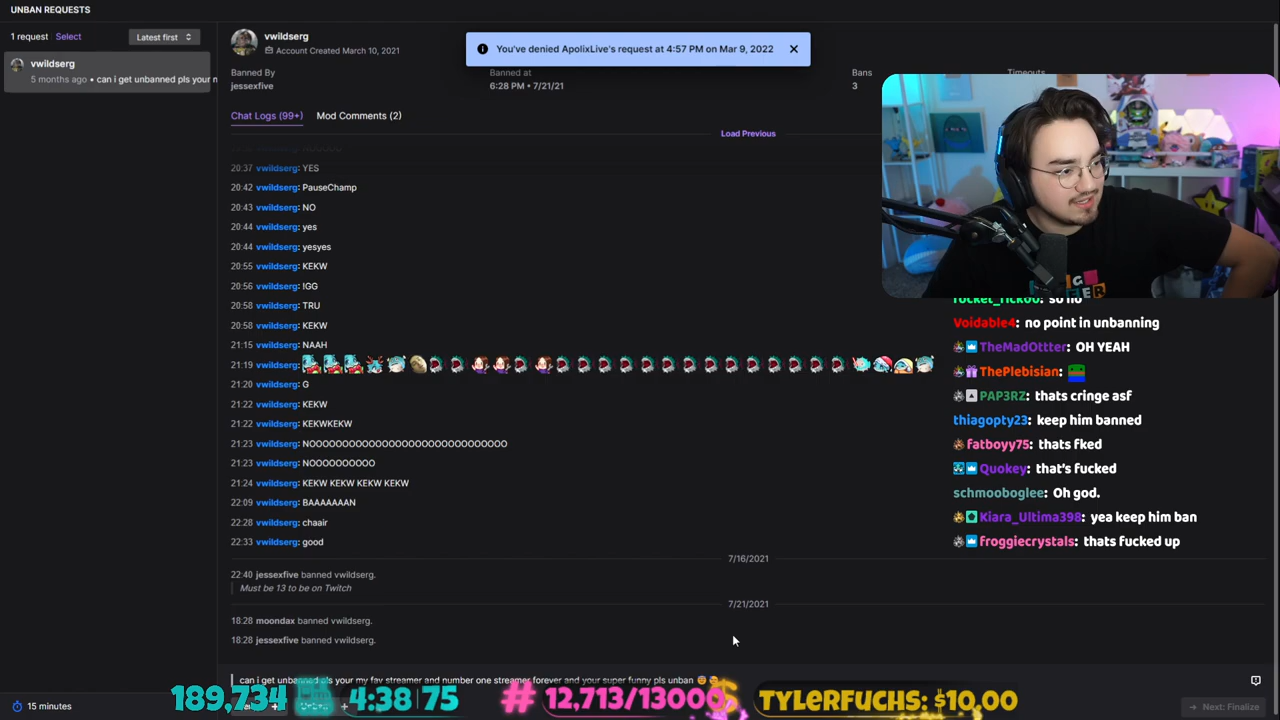 UNBAN REQUESTS
1 request Select Latest first
vwildserg
5 months ago • can i get unbanned pls your n
vwildserg
Account Created March 10, 2021
You've denied ApolixLive's request at 4:57 PM on Mar 9, 2022
Banned By
jessexfive
Banned at
6:28 PM • 7/21/21
Bans
3
Timeouts
Chat Logs (99+) Mod Comments (2)
Load Previous
20:37 vwildserg: YES
20:42 vwildserg: PauseChamp
20:43 vwildserg: NO
20:44 vwildserg: yes
20:44 vwildserg: yesyes
20:55 vwildserg: KEKW
20:56 vwildserg: !GG
20:58 vwildserg: TRU
20:58 vwildserg: KEKW
21:15 vwildserg: NAAH
21:19 vwildserg:
21:20 vwildserg: G
21:22 vwildserg: KEKW
21:22 vwildserg: KEKWKEKW
21:23 vwildserg: NOOOOOOOOOOOOOOOOOOOOOOOOOOOOOOOO
21:23 vwildserg: NOOOOOOOOOO
21:24 vwildserg: KEKW KEKW KEKW KEKW
22:09 vwildserg: BAAAAAAAN
22:28 vwildserg: chaair
22:33 vwildserg: good
7/16/2021
22:40 jessexfive banned vwildserg.
Must be 13 to be on Twitch
7/21/2021
18:28 moondax banned vwildserg.
18:28 jessexfive banned vwildserg.
can i get unbanned pls your my fav streamer and number one streamer forever and your super funny pls unban
15 minutes
Next: Finalize
rocket_rick00: so no
Voidable4: no point in unbanning
TheMadOttter: OH YEAH
ThePlebisian:
PAP3RZ: thats cringe asf
thiagopty23: keep him banned
fatboyy75: thats fked
Quokey: that's fucked
schmooboglee: Oh god.
Kiara_Ultima398: yea keep him ban
froggiecrystals: thats fucked up
189,734
4:38|75
# 12,713/13000
TYLERFUCHS: $10.00